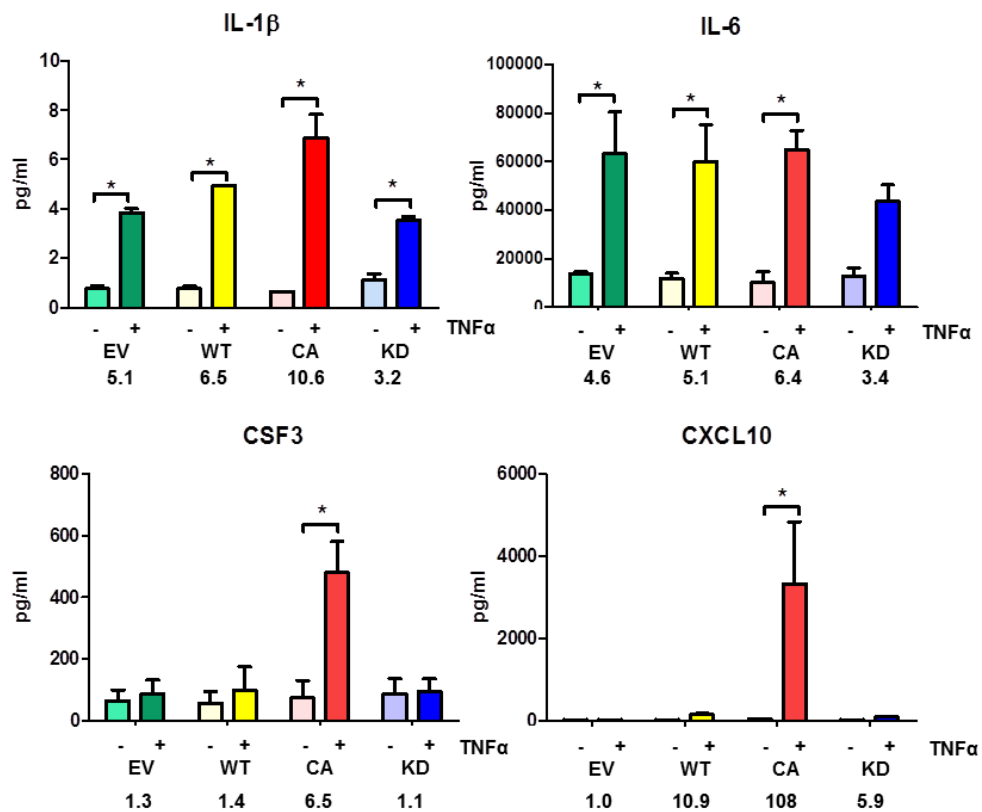 IL-1β
10
8
6
4
2
0
pg/ml
*
*
*
*
- + - + - + - + TNFα
EV WT CA KD
5.1 6.5 10.6 3.2
IL-6
100000
80000
60000
40000
20000
0
pg/ml
*
*
*
- + - + - + - + TNFα
EV WT CA KD
4.6 5.1 6.4 3.4
CSF3
800
600
400
200
0
pg/ml
*
- + - + - + - + TNFα
EV WT CA KD
1.3 1.4 6.5 1.1
CXCL10
6000
4000
2000
0
pg/ml
*
- + - + - + - + TNFα
EV WT CA KD
1.0 10.9 108 5.9